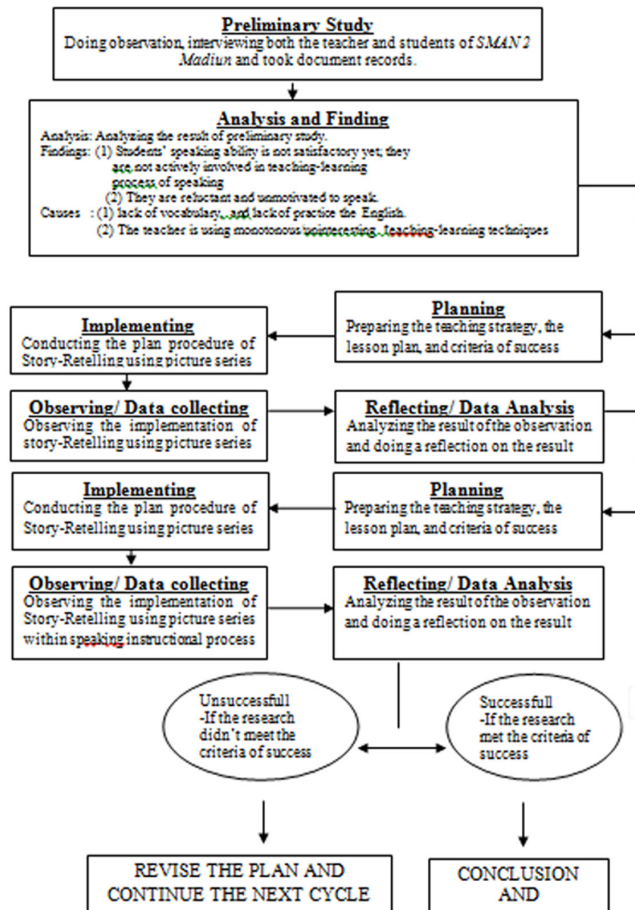 Preliminary Study
Doing observation, interviewing both the teacher and students of SMAN 2
Madiun and took document records.
Analysis and Finding
Analysis: Analyzing the result of preliminary study.
Findings: (1) Students' speaking ability is not satisfactory yet; they
are not actively involved in teaching-learning
process of speaking
(2) They are reluctant and unmotivated to speak.
Causes : (1) lack of vocabulary, and lack of practice the English.
(2) The teacher is using monotonous/uninteresting teaching-learning techniques
Planning
Preparing the teaching strategy, the
lesson plan, and criteria of success
Implementing
Conducting the plan procedure of
Story-Retelling using picture series
Observing/ Data collecting
Observing the implementation of
story-Retelling using picture series
Reflecting/ Data Analysis
Analyzing the result of the observation
and doing a reflection on the result
Planning
Preparing the teaching strategy, the
lesson plan, and criteria of success
Implementing
Conducting the plan procedure of
Story-Retelling using picture series
Observing/ Data collecting
Observing the implementation of
Story-Retelling using picture series
within speaking instructional process
Reflecting/ Data Analysis
Analyzing the result of the observation
and doing a reflection on the result
Unsuccessfull
-If the research
didn't meet the
criteria of success
Successfull
-If the research
met the criteria of
success
REVISE THE PLAN AND
CONTINUE THE NEXT CYCLE
CONCLUSION
AND